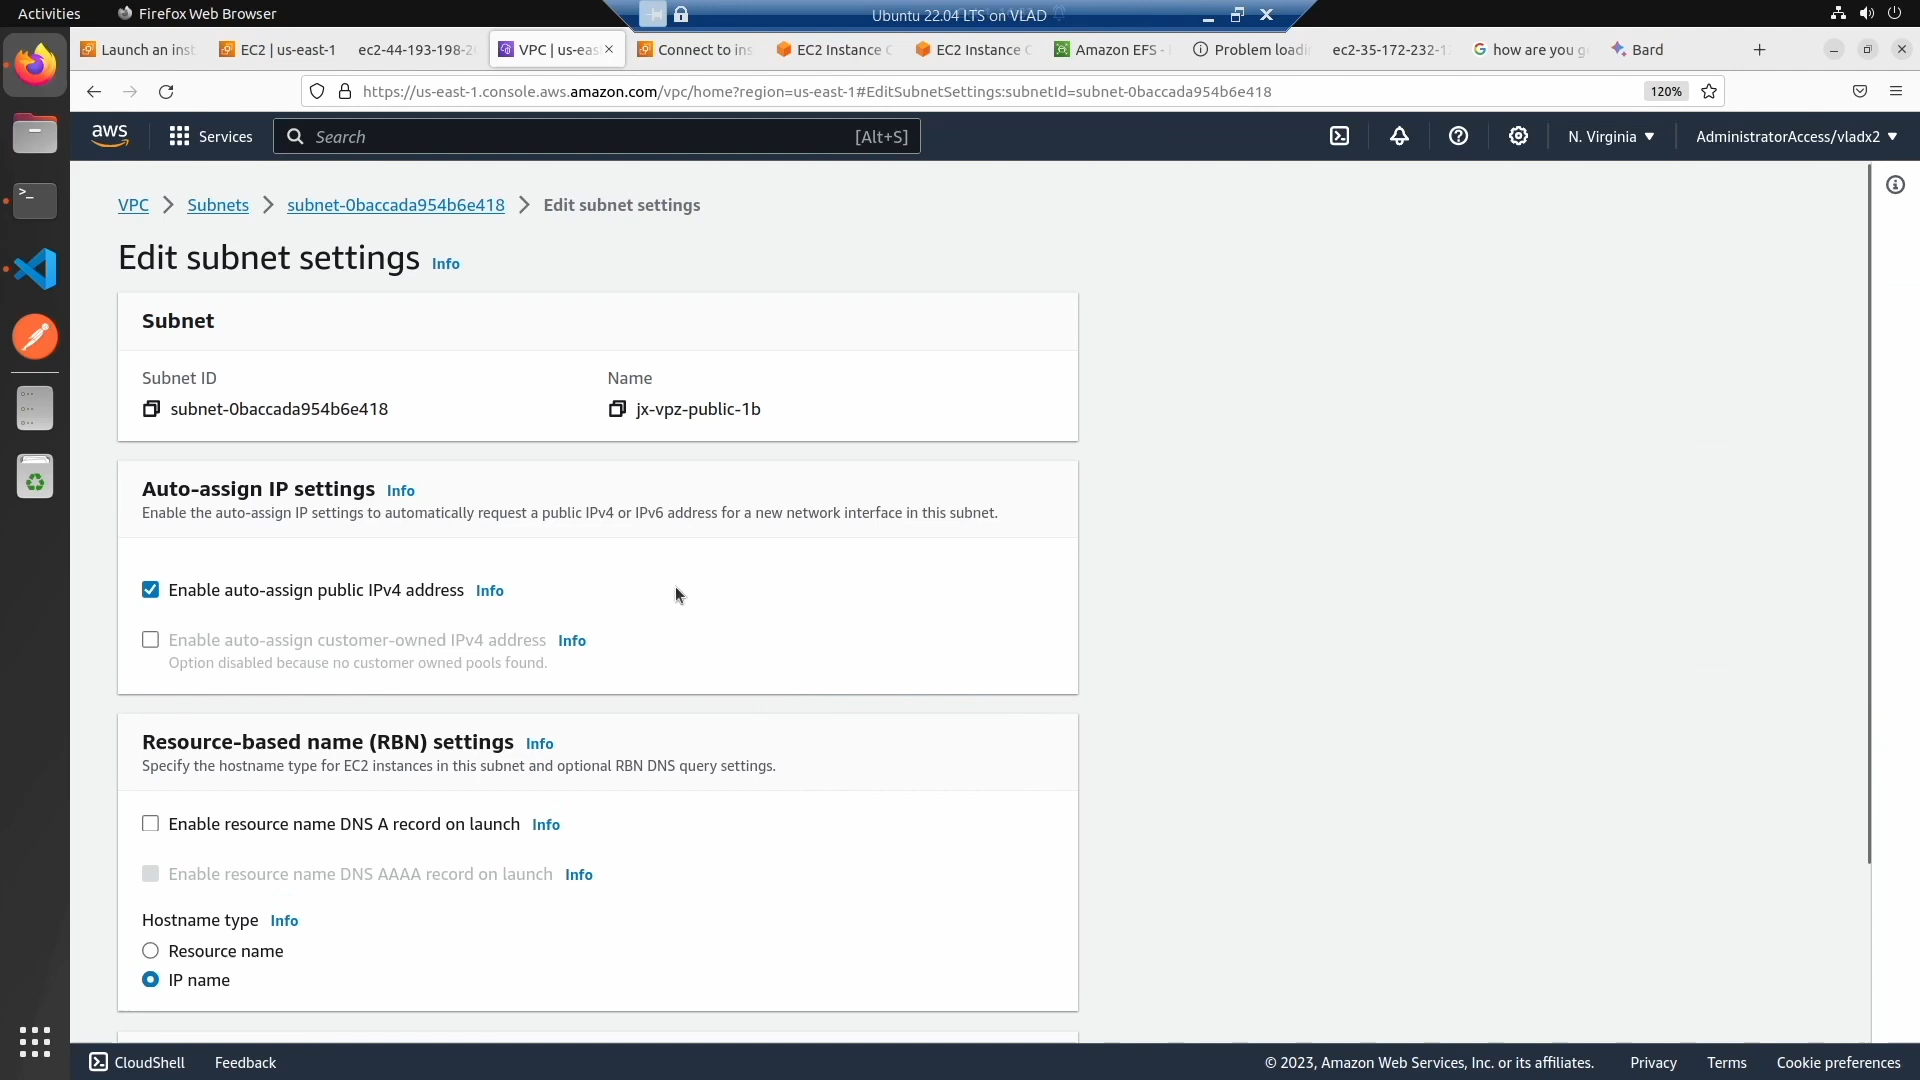 Activities
Firefox Web Browser
Ubuntu 22.04 LTS on VLAD
Launch an inst
EC2 | us-east-1
ec2-44-193-198-2
VPC | us-eas
Connect to ins
EC2 Instance C
EC2 Instance C
Amazon EFS -
Problem loadi
ec2-35-172-232-1
how are you g
Bard
https://us-east-1.console.aws.amazon.com/vpc/home?region=us-east-1#EditSubnetSettings:subnetId=subnet-0baccada954b6e418
120%
aws
Services
Search
[Alt+S]
N. Virginia
AdministratorAccess/vladx2
VPC > Subnets > subnet-0baccada954b6e418 > Edit subnet settings
Edit subnet settings Info
Subnet
Subnet ID
Name
subnet-0baccada954b6e418
jx-vpz-public-1b
Auto-assign IP settings Info
Enable the auto-assign IP settings to automatically request a public IPv4 or IPv6 address for a new network interface in this subnet.
Enable auto-assign public IPv4 address Info
Enable auto-assign customer-owned IPv4 address Info
Option disabled because no customer owned pools found.
Resource-based name (RBN) settings Info
Specify the hostname type for EC2 instances in this subnet and optional RBN DNS query settings.
Enable resource name DNS A record on launch Info
Enable resource name DNS AAAA record on launch Info
Hostname type Info
Resource name
IP name
CloudShell
Feedback
© 2023, Amazon Web Services, Inc. or its affiliates.
Privacy
Terms
Cookie preferences